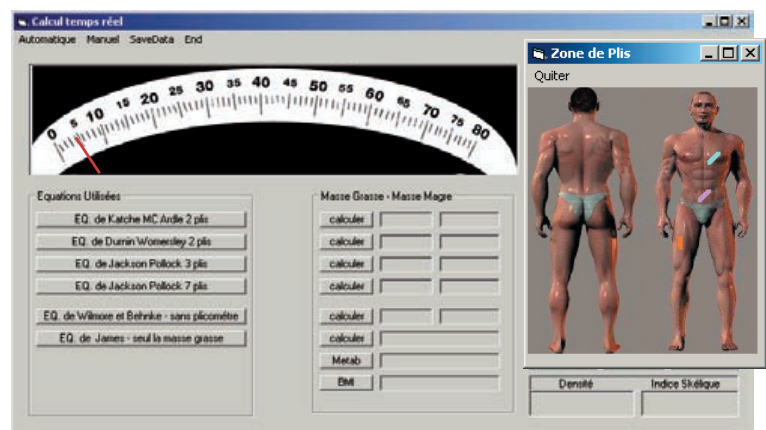 Calcul temps réel
Automatique Manuel SaveData End
Zone de Plis
Quiter
0 5 10 15 20 25 30 35 40 45 50 55 60 65 70 75 80
Equations Utilisées
EQ. de Katche MC Ardle 2 plis
EQ. de Durnin Womersley 2 plis
EQ. de Jackson Pollock 3 plis
EQ. de Jackson Pollock 7 plis
EQ. de Wilmore et Behnke - sans plicométre
EQ. de James - seul la masse grasse
Masse Grasse - Masse Magre
calculer
calculer
calculer
calculer
calculer
calculer
Metab
BMI
Densité Indice Skélique